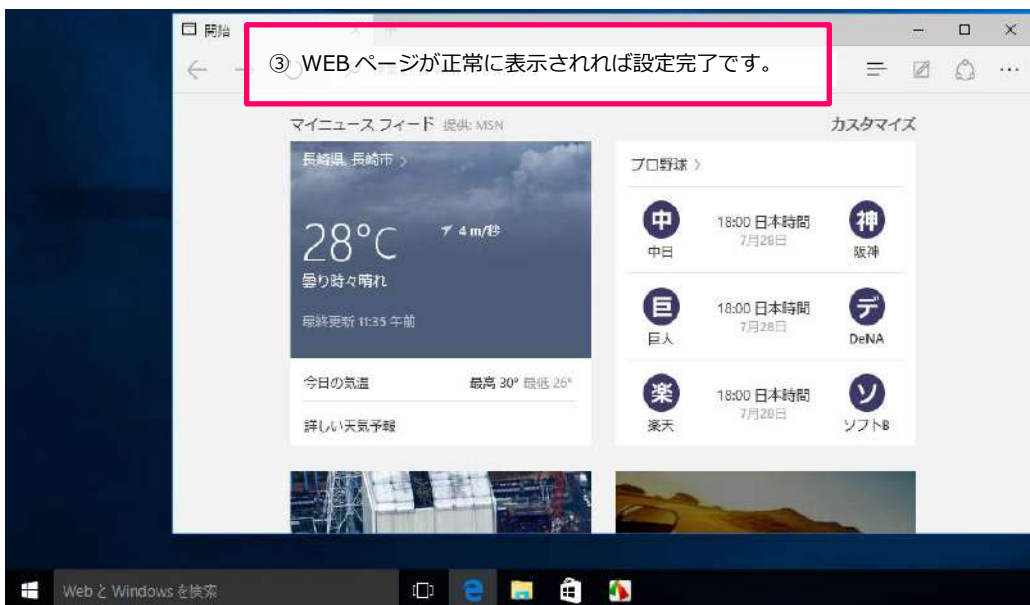 開始
③ WEB ページが正常に表示されれば設定完了です。
マイニュース フィード 提供: MSN
カスタマイズ
長崎県, 長崎市 >
28°C
4 m/秒
曇り時々晴れ
最終更新 11:35 午前
今日の気温 最高 30° 最低 26°
詳しい天気予報
プロ野球 >
中 18:00 日本時間 神
中日 7月28日 阪神
巨 18:00 日本時間 デ
巨人 7月28日 DeNA
楽 18:00 日本時間 ソ
楽天 7月28日 ソフトB
Web と Windows を検索